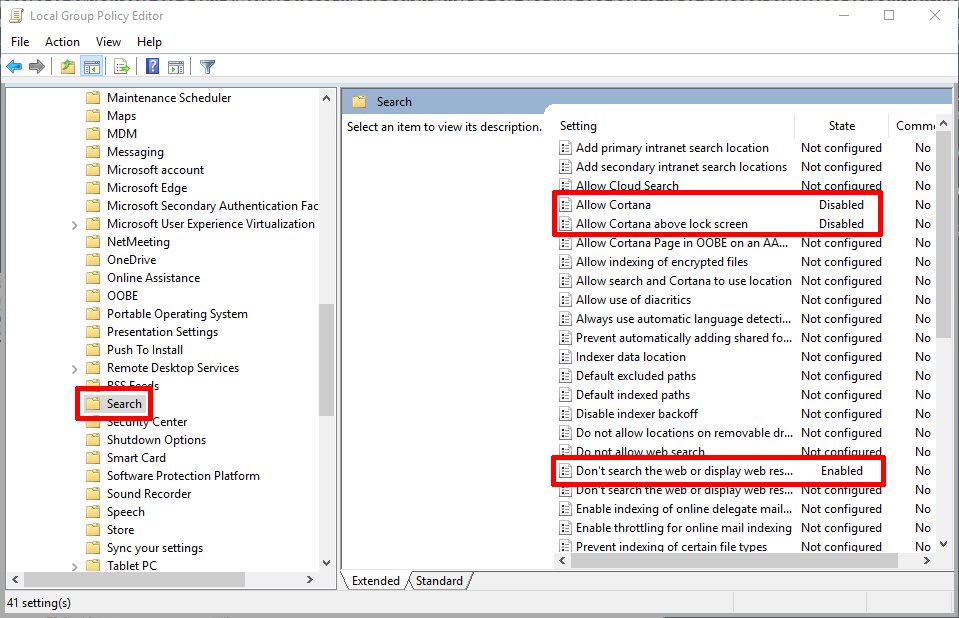 Local Group Policy Editor
File Action View Help
Maintenance Scheduler
Maps
MDM
Messaging
Microsoft account
Microsoft Edge
Microsoft Secondary Authentication Fac
Microsoft User Experience Virtualization
NetMeeting
OneDrive
Online Assistance
OOBE
Portable Operating System
Presentation Settings
Push To Install
Remote Desktop Services
RSS Feeds
Search
Security Center
Shutdown Options
Smart Card
Software Protection Platform
Sound Recorder
Speech
Store
Sync your settings
Tablet PC
Search
Select an item to view its description.
Setting State Comme
Add primary intranet search location Not configured No
Add secondary intranet search locations Not configured No
Allow Cloud Search Not configured No
Allow Cortana Disabled No
Allow Cortana above lock screen Disabled No
Allow Cortana Page in OOBE on an AA... Not configured No
Allow indexing of encrypted files Not configured No
Allow search and Cortana to use location Not configured No
Allow use of diacritics Not configured No
Always use automatic language detecti... Not configured No
Prevent automatically adding shared fo... Not configured No
Indexer data location Not configured No
Default excluded paths Not configured No
Default indexed paths Not configured No
Disable indexer backoff Not configured No
Do not allow locations on removable dr... Not configured No
Do not allow web search Not configured No
Don't search the web or display web res... Enabled No
Don't search the web or display web res... Not configured No
Enable indexing of online delegate mail... Not configured No
Enable throttling for online mail indexing Not configured No
Prevent indexing of certain file types Not configured No
Extended Standard
41 setting(s)